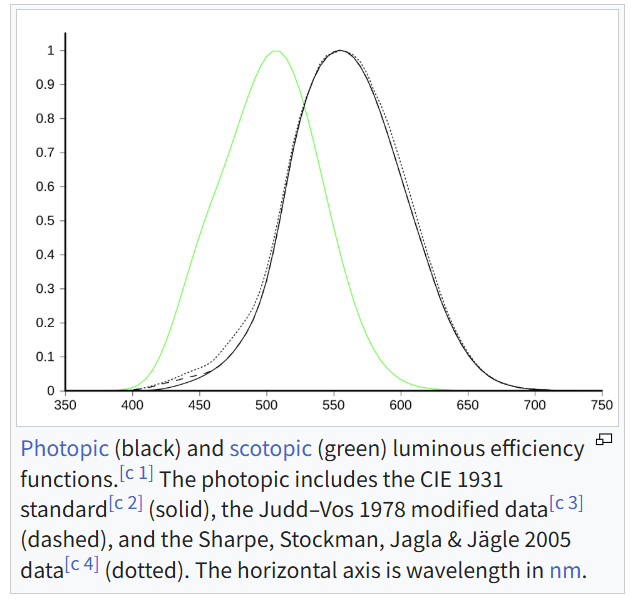 1
0.9
0.8
0.7
0.6
0.5
0.4
0.3
0.2
0.1
0
350 400 450 500 550 600 650 700 750
Photopic (black) and scotopic (green) luminous efficiency
functions.[c 1] The photopic includes the CIE 1931
standard[c 2] (solid), the Judd–Vos 1978 modified data[c 3]
(dashed), and the Sharpe, Stockman, Jagla & Jägle 2005
data[c 4] (dotted). The horizontal axis is wavelength in nm.